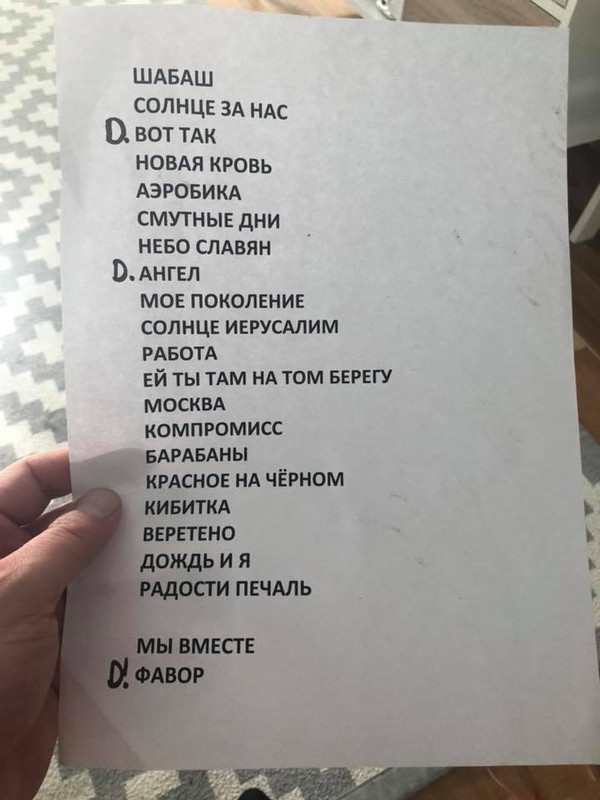 ШАБАШ
СОЛНЦЕ ЗА НАС
D. ВОТ ТАК
НОВАЯ КРОВЬ
АЭРОБИКА
СМУТНЫЕ ДНИ
НЕБО СЛАВЯН
D. АНГЕЛ
МОЕ ПОКОЛЕНИЕ
СОЛНЦЕ ИЕРУСАЛИМ
РАБОТА
ЕЙ ТЫ ТАМ НА ТОМ БЕРЕГУ
МОСКВА
КОМПРОМИСС
БАРАБАНЫ
КРАСНОЕ НА ЧЁРНОМ
КИБИТКА
ВЕРЕТЕНО
ДОЖДЬ И Я
РАДОСТИ ПЕЧАЛЬ
МЫ ВМЕСТЕ
D! ФАВОР